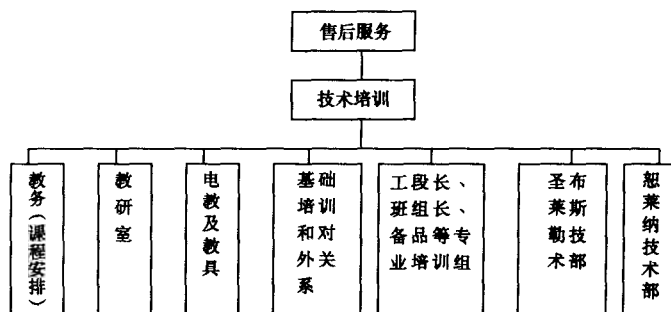 售后服务
技术培训
教务(课程安排)
教研室
电教及教具
基础
培训
和对
外关
系
工段长、
班组长、
备品等专
业培训组
圣布
莱斯
勒技
术部
恕莱纳技术部